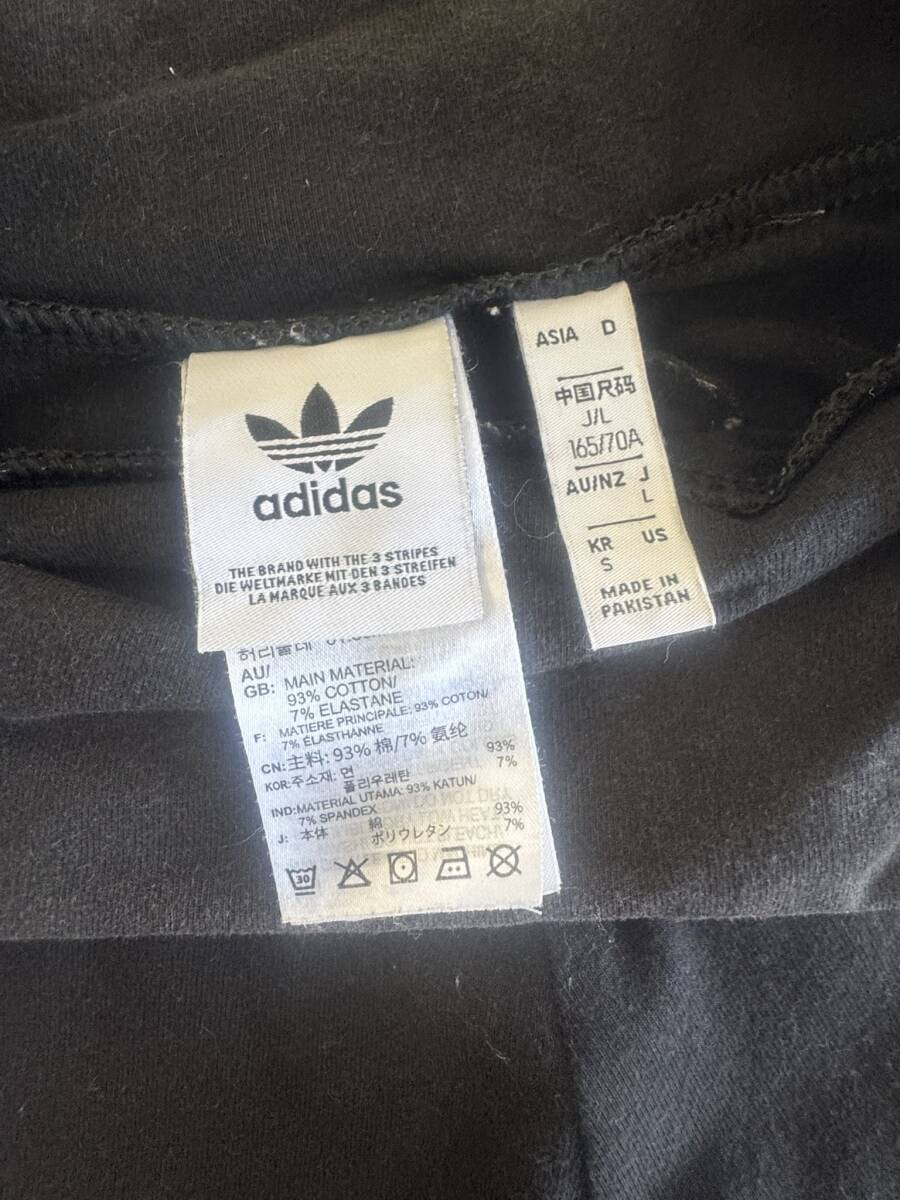 adidas
THE BRAND WITH THE 3 STRIPES
DIE WELTMARKE MIT DEN 3 STREIFEN
LA MARQUE AUX 3 BANDES
AU/
GB: MAIN MATERIAL:
93% COTTON/
7% ELASTANE
F: MATIERE PRINCIPALE: 93% COTON/
7% ÉLASTHANNE
CN:主料: 93% 棉/7% 氨纶
KOR:주소재: 면 93%
폴리우레탄 7%
IND:MATERIAL UTAMA: 93% KATUN/
7% SPANDEX
J: 本体 綿 93%
ポリウレタン 7%
30
ASIA D
中国尺码
J/L
165/70A
AU/NZ J
L
KR US
S
MADE IN
PAKISTAN